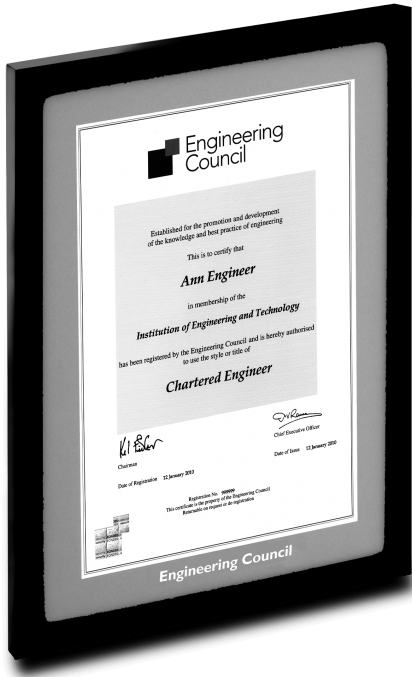 Engineering
Council
Established for the promotion and development
of the knowledge and best practice of engineering
This is to certify that
Ann Engineer
in membership of the
Institution of Engineering and Technology
has been registered by the Engineering Council and is hereby authorised
to use the style or title of
Chartered Engineer
Chairman
Chief Executive Officer
Date of Registration 12 January 2010
Date of Issue 12 January 2010
Registration No. 999999
This certificate is the property of the Engineering Council
Returnable on request or de-registration
Engineering Council